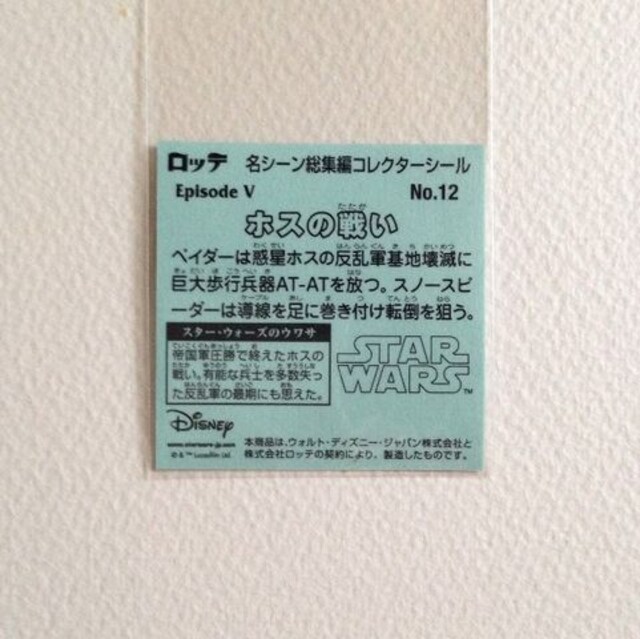 ロッテ 名シーン総集編コレクターシール
Episode V No.12
ホスの戦い
ベイダーは惑星ホスの反乱軍基地壊滅に
巨大歩行兵器AT-ATを放つ。スノースピ
ーダーは導線を足に巻き付け転倒を狙う。
スター・ウォーズのウワサ
帝国軍圧勝で終えたホスの
戦い。有能な兵士を多数失っ
た反乱軍の最期にも思えた。
STAR
WARS™
Disney
www.starwars-jp.com
© & ™ Lucasfilm Ltd.
本商品は、ウォルト・ディズニー・ジャパン株式会社と
株式会社ロッテの契約により、製造したものです。